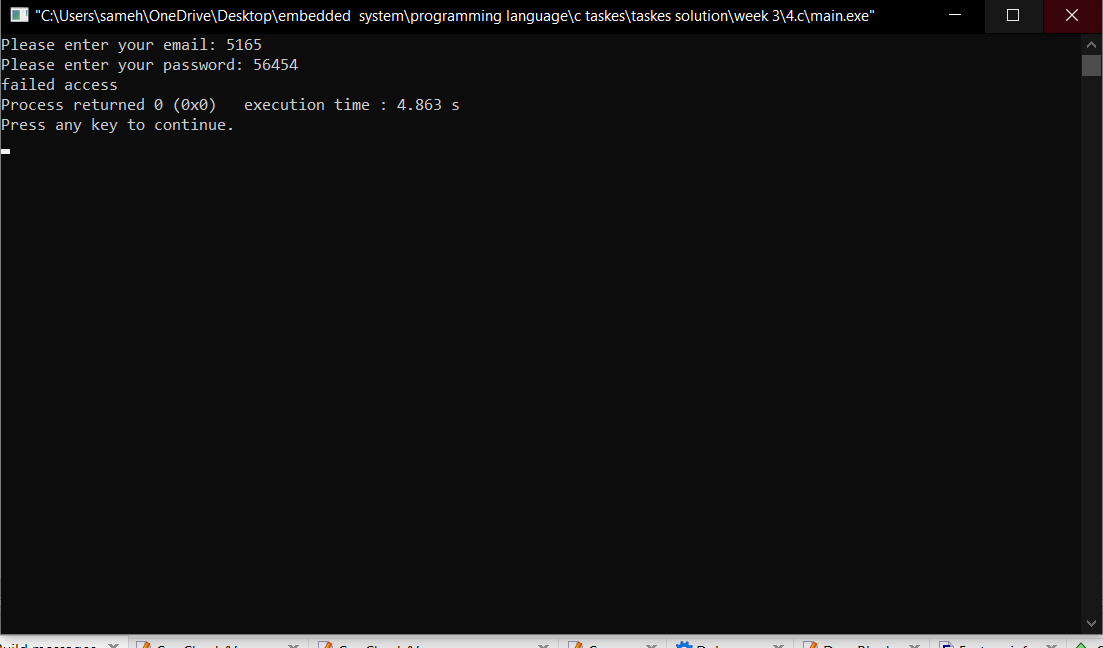 "C:\Users\sameh\OneDrive\Desktop\embedded  system\programming language\c taskes\taskes solution\week 3\4.c\main.exe"
Please enter your email: 5165
Please enter your password: 56454
failed access
Process returned 0 (0x0)   execution time : 4.863 s
Press any key to continue.